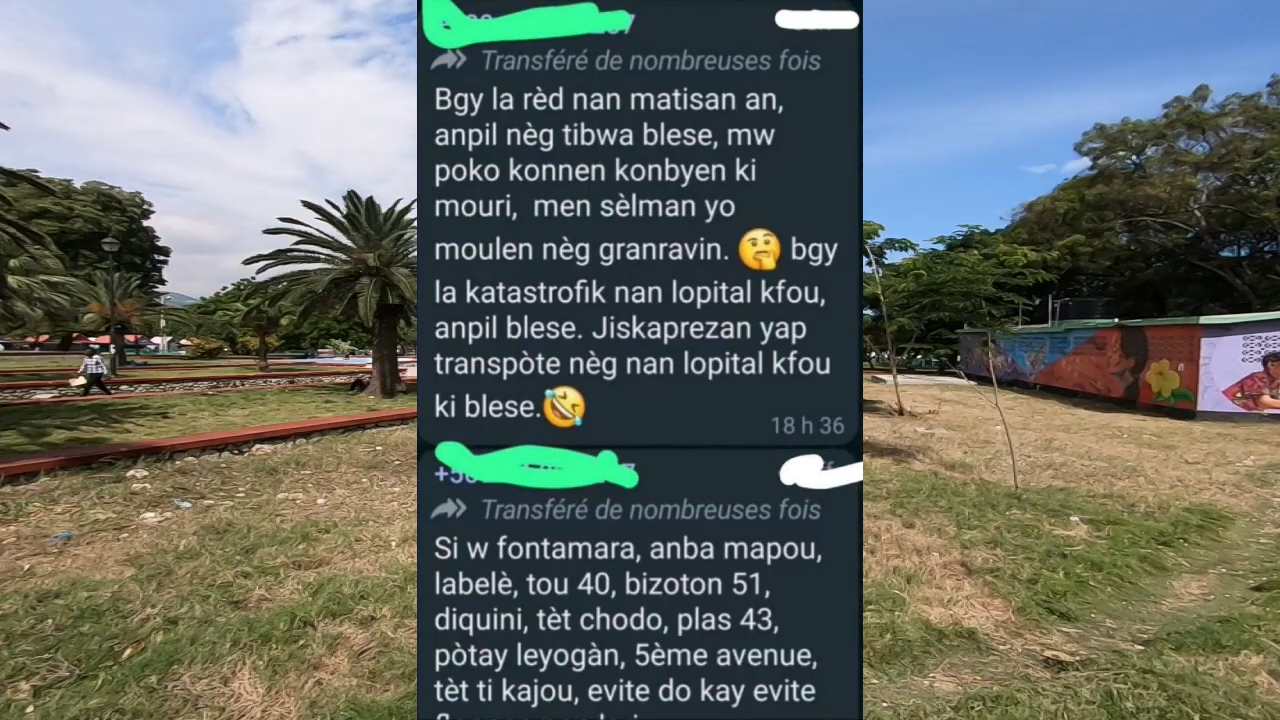 Transféré de nombreuses fois
Bgy la rèd nan matisan an,
anpil nèg tibwa blese, mw
poko konnen konbyen ki
mouri, men sèlman yo
moulen nèg granravin. 🤔 bgy
la katastrofik nan lopital kfou,
anpil blese. Jiskaprezan yap
transpòte nèg nan lopital kfou
ki blese.🤣
18 h 36
Transféré de nombreuses fois
Si w fontamara, anba mapou,
labelè, tou 40, bizoton 51,
diquini, tèt chodo, plas 43,
pòtay leyogàn, 5ème avenue,
tèt ti kajou, evite do kay evite